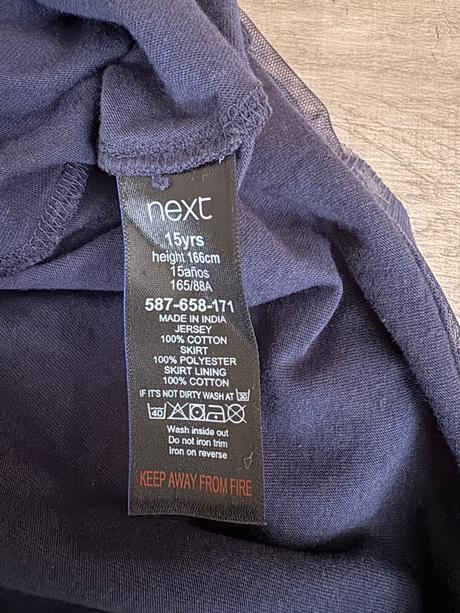 next
15yrs
height 166cm
15años
165/88A
587-658-171
MADE IN INDIA
JERSEY
100% COTTON
SKIRT
100% POLYESTER
SKIRT LINING
100% COTTON
IF IT'S NOT DIRTY WASH AT 30
40
Wash inside out
Do not iron trim
Iron on reverse
KEEP AWAY FROM FIRE